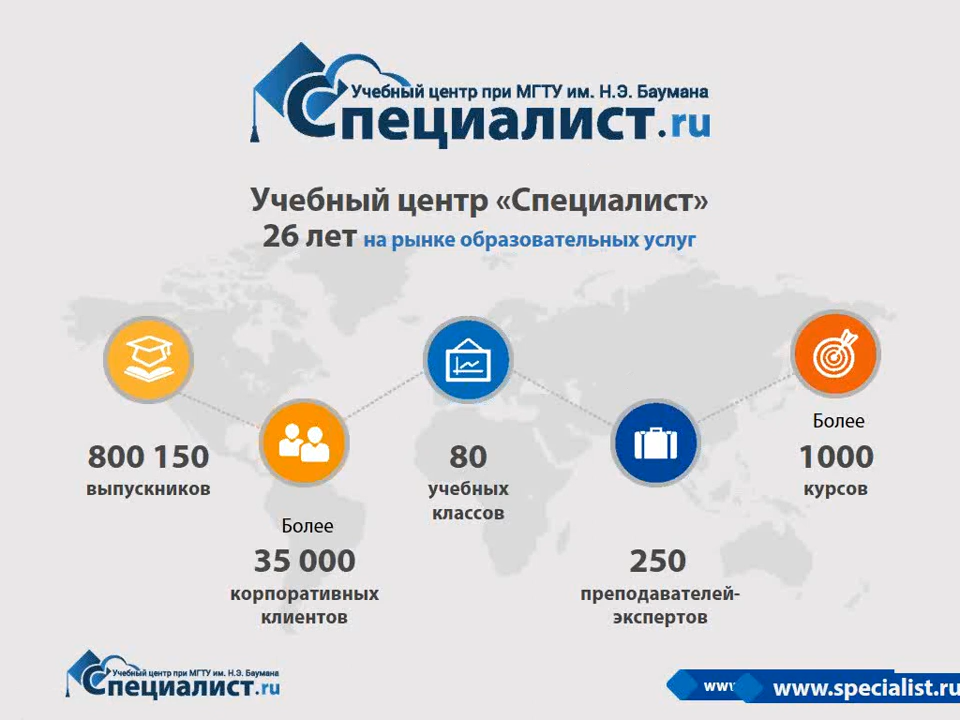 Учебный центр при МГТУ им. Н.Э. Баумана
Специалист.ru
Учебный центр «Специалист»
26 лет на рынке образовательных услуг
800 150
выпускников
Более
35 000
корпоративных
клиентов
80
учебных
классов
250
преподавателей-
экспертов
Более
1000
курсов
Учебный центр при МГТУ им. Н.Э. Баумана
Специалист.ru
www
www.specialist.ru